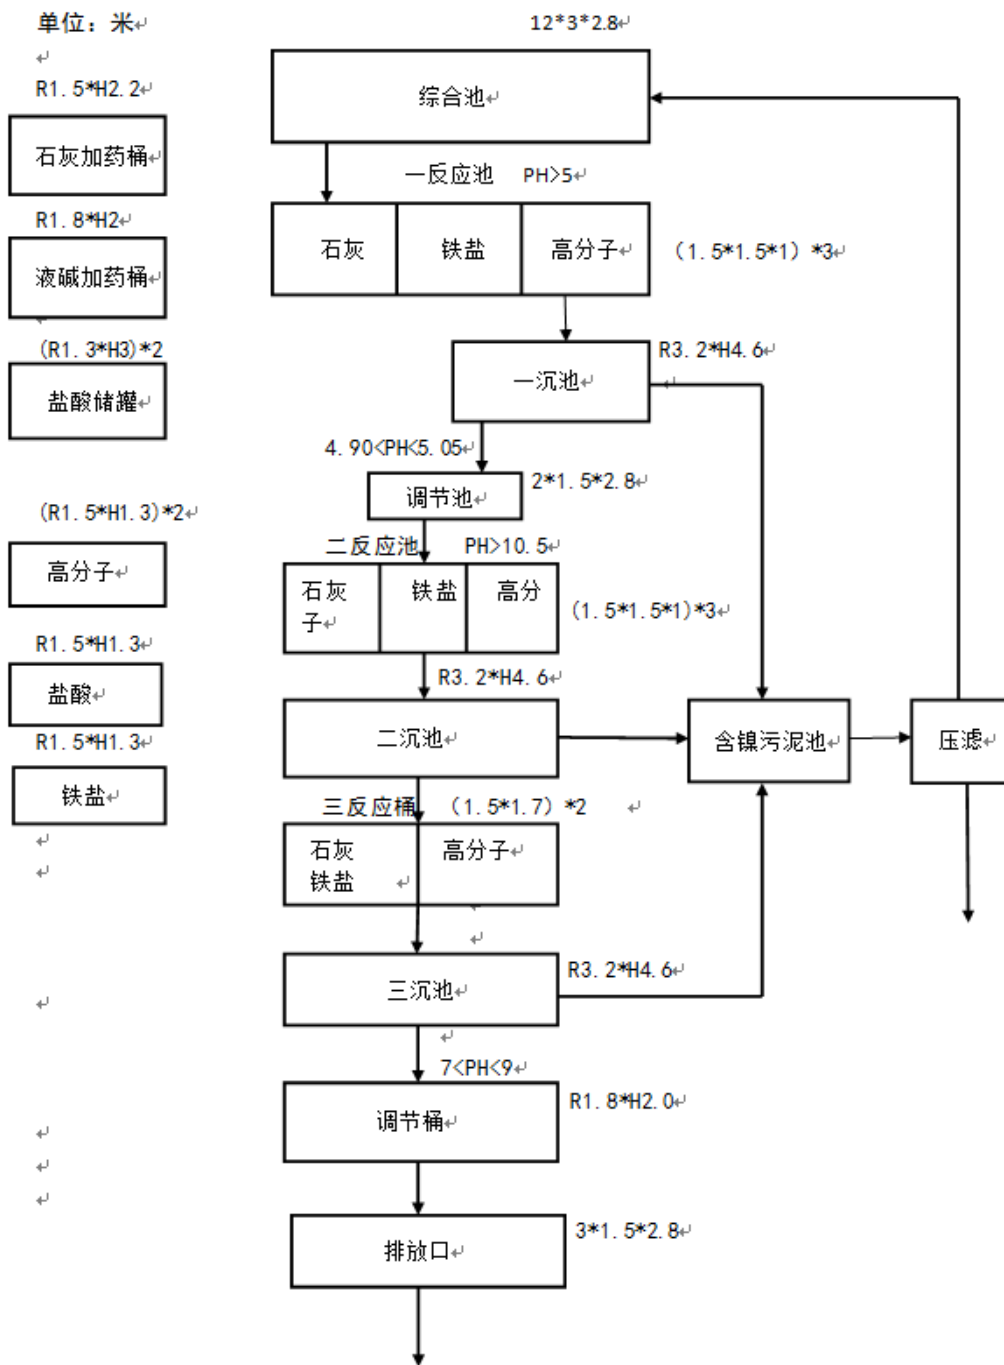 单位：米
12*3*2.8
R1.5*H2.2
综合池
石灰加药桶
一反应池 PH>5
R1.8*H2
石灰 铁盐 高分子
(1.5*1.5*1) *3
液碱加药桶
(R1.3*H3)*2
R3.2*H4.6
盐酸储罐
一沉池
4.90<PH<5.05
调节池
2*1.5*2.8
(R1.5*H1.3)*2
二反应池 PH>10.5
高分子
石灰 铁盐 高分
子
(1.5*1.5*1)*3
R1.5*H1.3
盐酸
R3.2*H4.6
R1.5*H1.3
二沉池
含镍污泥池
压滤
铁盐
三反应桶 (1.5*1.7) *2
石灰 高分子
铁盐
R3.2*H4.6
三沉池
7<PH<9
R1.8*H2.0
调节桶
3*1.5*2.8
排放口